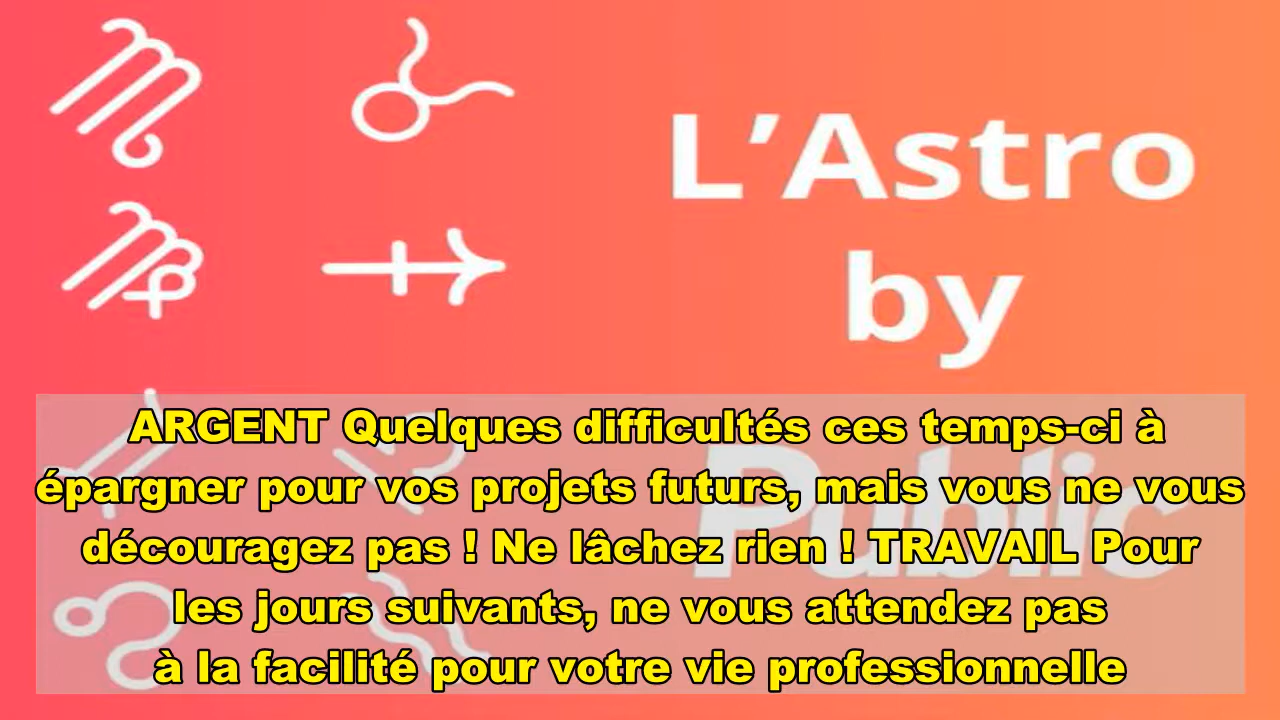 L’Astro
by
Public
ARGENT Quelques difficultés ces temps-ci à
épargner pour vos projets futurs, mais vous ne vous
découragez pas ! Ne lâchez rien ! TRAVAIL Pour
les jours suivants, ne vous attendez pas
à la facilité pour votre vie professionnelle